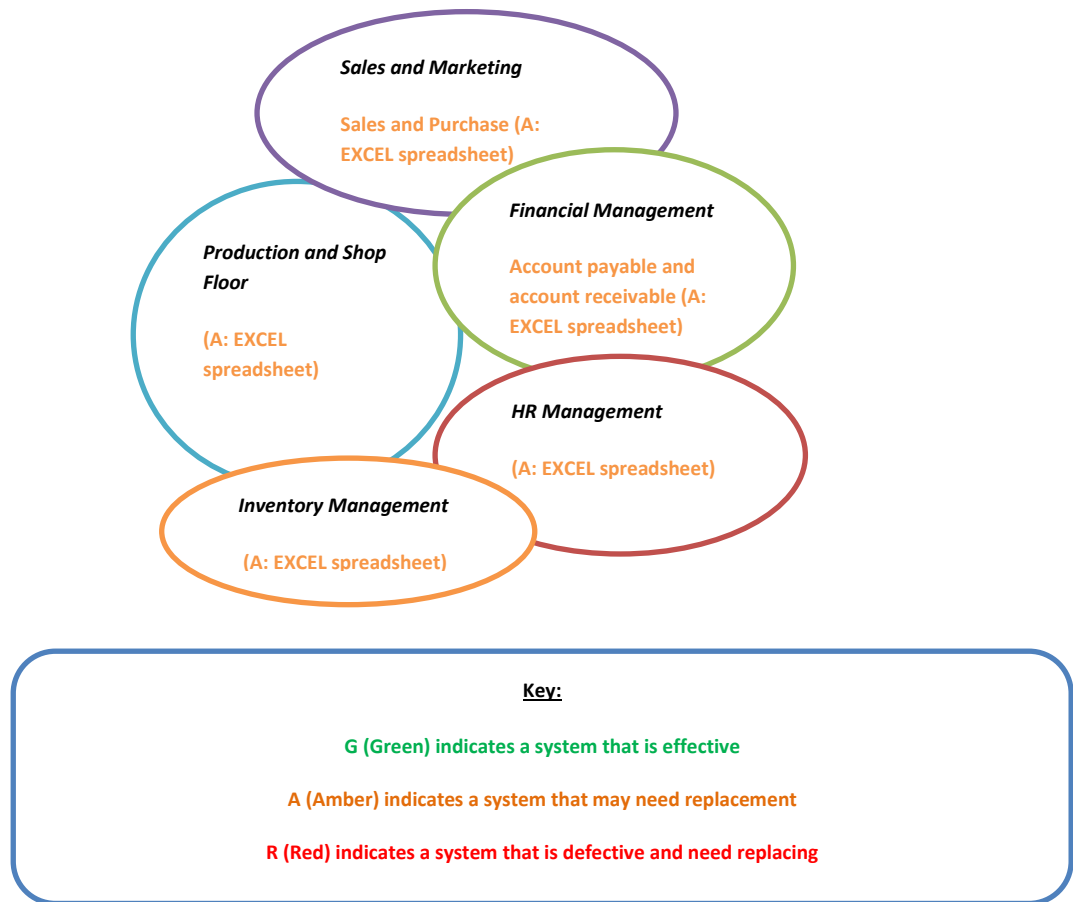 Sales and Marketing
Sales and Purchase (A:
EXCEL spreadsheet)
Financial Management
Account payable and
account receivable (A:
EXCEL spreadsheet)
Production and Shop
Floor
(A: EXCEL
spreadsheet)
HR Management
(A: EXCEL spreadsheet)
Inventory Management
(A: EXCEL spreadsheet)
Key:
G (Green) indicates a system that is effective
A (Amber) indicates a system that may need replacement
R (Red) indicates a system that is defective and need replacing